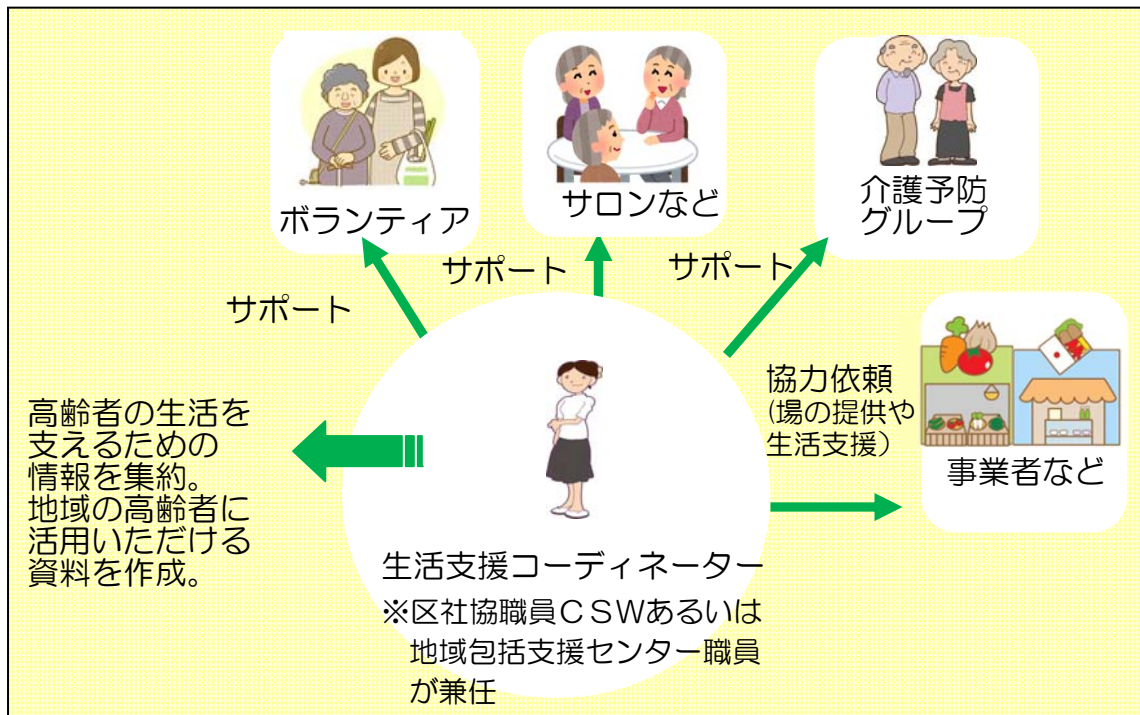 ボランティア
サロンなど
介護予防
グループ
サポート
サポート
サポート
協力依頼
(場の提供や
生活支援)
事業者など
高齢者の生活を
支えるための
情報を集約。
地域の高齢者に
活用いただける
資料を作成。
生活支援コーディネーター
※区社協職員CSWあるいは
地域包括支援センター職員
が兼任